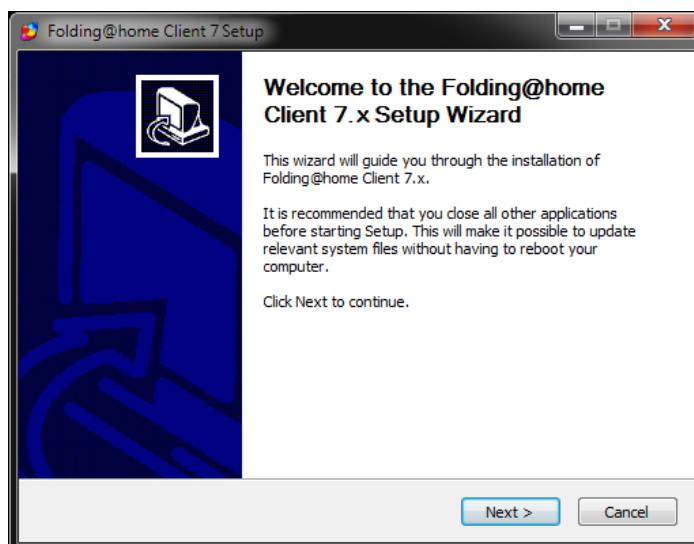 Folding@home Client 7 Setup
Welcome to the Folding@home
Client 7.x Setup Wizard
This wizard will guide you through the installation of
Folding@home Client 7.x.
It is recommended that you close all other applications
before starting Setup. This will make it possible to update
relevant system files without having to reboot your
computer.
Click Next to continue.
Next >
Cancel